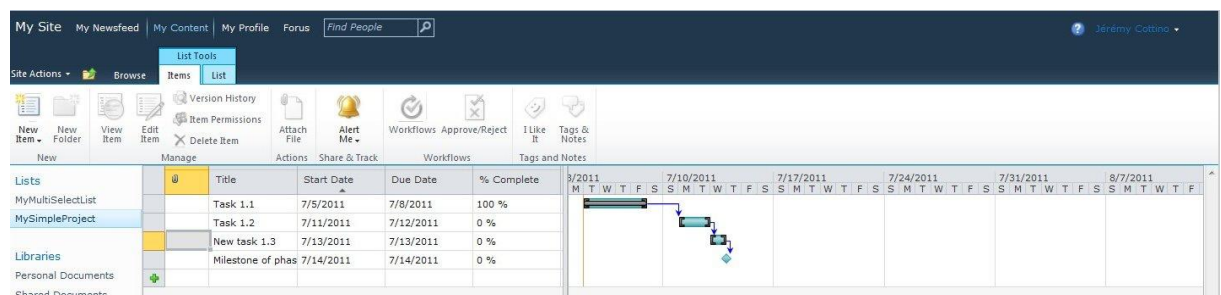 My Site My Newsfeed My Content My Profile Forus Find People Jérémy Cottino
List Tools
Site Actions Browse Items List
New Item New Folder View Item Edit Item Version History Item Permissions Delete Item Attach File Alert Me Workflows Approve/Reject I Like It Tags & Notes
New Manage Actions Share & Track Workflows Tags and Notes
Lists
MyMultiSelectList
MySimpleProject
Libraries
Personal Documents
Shared Documents
Title Start Date Due Date % Complete
Task 1.1 7/5/2011 7/8/2011 100 %
Task 1.2 7/11/2011 7/12/2011 0 %
New task 1.3 7/13/2011 7/13/2011 0 %
Milestone of phas 7/14/2011 7/14/2011 0 %
3/2011 7/10/2011 7/17/2011 7/24/2011 7/31/2011 8/7/2011
M T W T F S S M T W T F S S M T W T F S S M T W T F S S M T W T F S S M T W T F